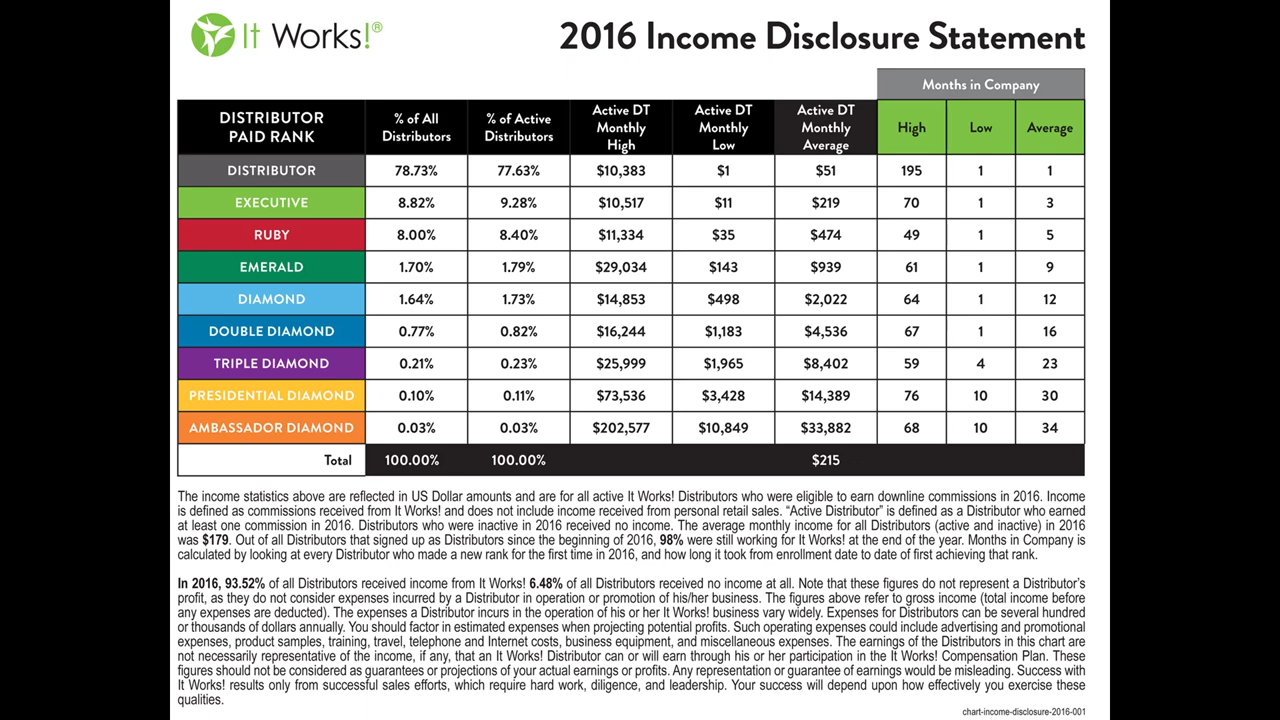 It Works!®
2016 Income Disclosure Statement
Months in Company
DISTRIBUTOR PAID RANK % of All Distributors % of Active Distributors Active DT Monthly High Active DT Monthly Low Active DT Monthly Average High Low Average
DISTRIBUTOR 78.73% 77.63% $10,383 $1 $51 195 1 1
EXECUTIVE 8.82% 9.28% $10,517 $11 $219 70 1 3
RUBY 8.00% 8.40% $11,334 $35 $474 49 1 5
EMERALD 1.70% 1.79% $29,034 $143 $939 61 1 9
DIAMOND 1.64% 1.73% $14,853 $498 $2,022 64 1 12
DOUBLE DIAMOND 0.77% 0.82% $16,244 $1,183 $4,536 67 1 16
TRIPLE DIAMOND 0.21% 0.23% $25,999 $1,965 $8,402 59 4 23
PRESIDENTIAL DIAMOND 0.10% 0.11% $73,536 $3,428 $14,389 76 10 30
AMBASSADOR DIAMOND 0.03% 0.03% $202,577 $10,849 $33,882 68 10 34
Total 100.00% 100.00% $215
The income statistics above are reflected in US Dollar amounts and are for all active It Works! Distributors who were eligible to earn downline commissions in 2016. Income
is defined as commissions received from It Works! and does not include income received from personal retail sales. “Active Distributor” is defined as a Distributor who earned
at least one commission in 2016. Distributors who were inactive in 2016 received no income. The average monthly income for all Distributors (active and inactive) in 2016
was $179. Out of all Distributors that signed up as Distributors since the beginning of 2016, 98% were still working for It Works! at the end of the year. Months in Company is
calculated by looking at every Distributor who made a new rank for the first time in 2016, and how long it took from enrollment date to date of first achieving that rank.
In 2016, 93.52% of all Distributors received income from It Works! 6.48% of all Distributors received no income at all. Note that these figures do not represent a Distributor’s
profit, as they do not consider expenses incurred by a Distributor in operation or promotion of his/her business. The figures above refer to gross income (total income before
any expenses are deducted). The expenses a Distributor incurs in the operation of his or her It Works! business vary widely. Expenses for Distributors can be several hundred
or thousands of dollars annually. You should factor in estimated expenses when projecting potential profits. Such operating expenses could include advertising and promotional
expenses, product samples, training, travel, telephone and Internet costs, business equipment, and miscellaneous expenses. The earnings of the Distributors in this chart are
not necessarily representative of the income, if any, that an It Works! Distributor can or will earn through his or her participation in the It Works! Compensation Plan. These
figures should not be considered as guarantees or projections of your actual earnings or profits. Any representation or guarantee of earnings would be misleading. Success with
It Works! results only from successful sales efforts, which require hard work, diligence, and leadership. Your success will depend upon how effectively you exercise these
qualities.
chart-income-disclosure-2016-001